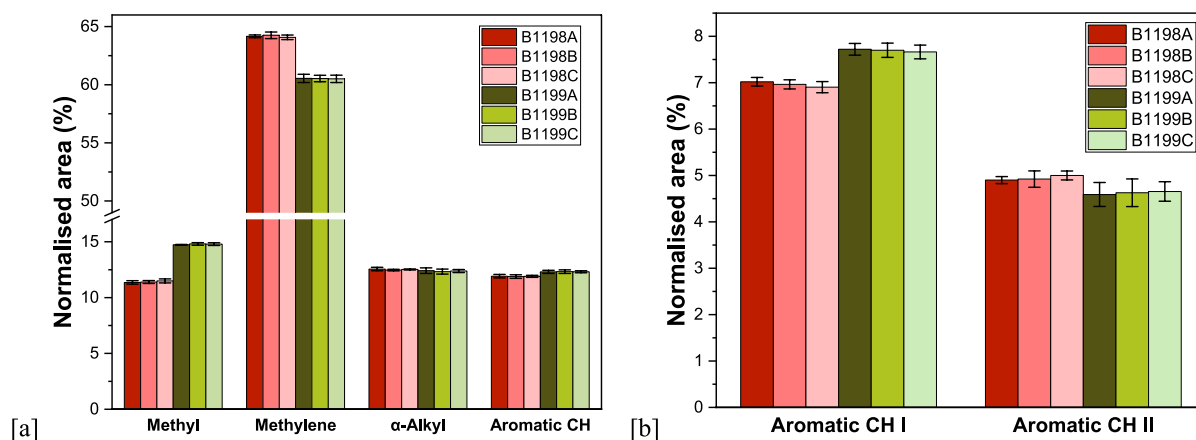 Normalised area (%)
65
60
55
50
15
10
5
0
B1198A
B1198B
B1198C
B1199A
B1199B
B1199C
Methyl Methylene α-Alkyl Aromatic CH
[a]
Normalised area (%)
8
7
6
5
4
3
2
1
0
B1198A
B1198B
B1198C
B1199A
B1199B
B1199C
Aromatic CH I Aromatic CH II
[b]